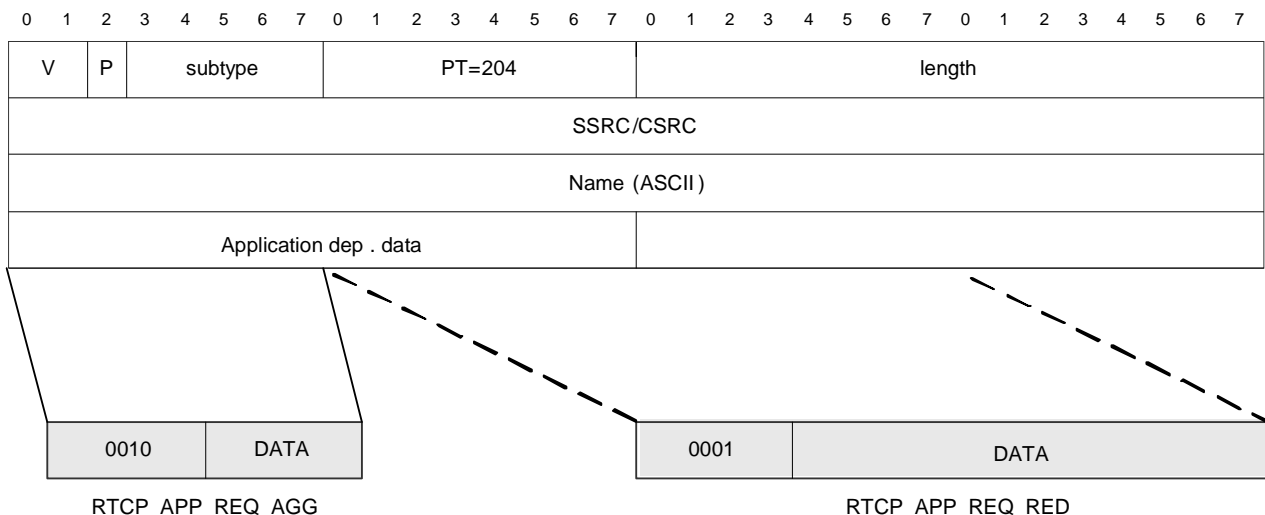 0 1 2 3 4 5 6 7 0 1 2 3 4 5 6 7 0 1 2 3 4 5 6 7 0 1 2 3 4 5 6 7
V P subtype PT=204 length
SSRC/CSRC
Name (ASCII)
Application dep . data
0010 DATA 0001 DATA
RTCP APP REQ AGG RTCP APP REQ RED